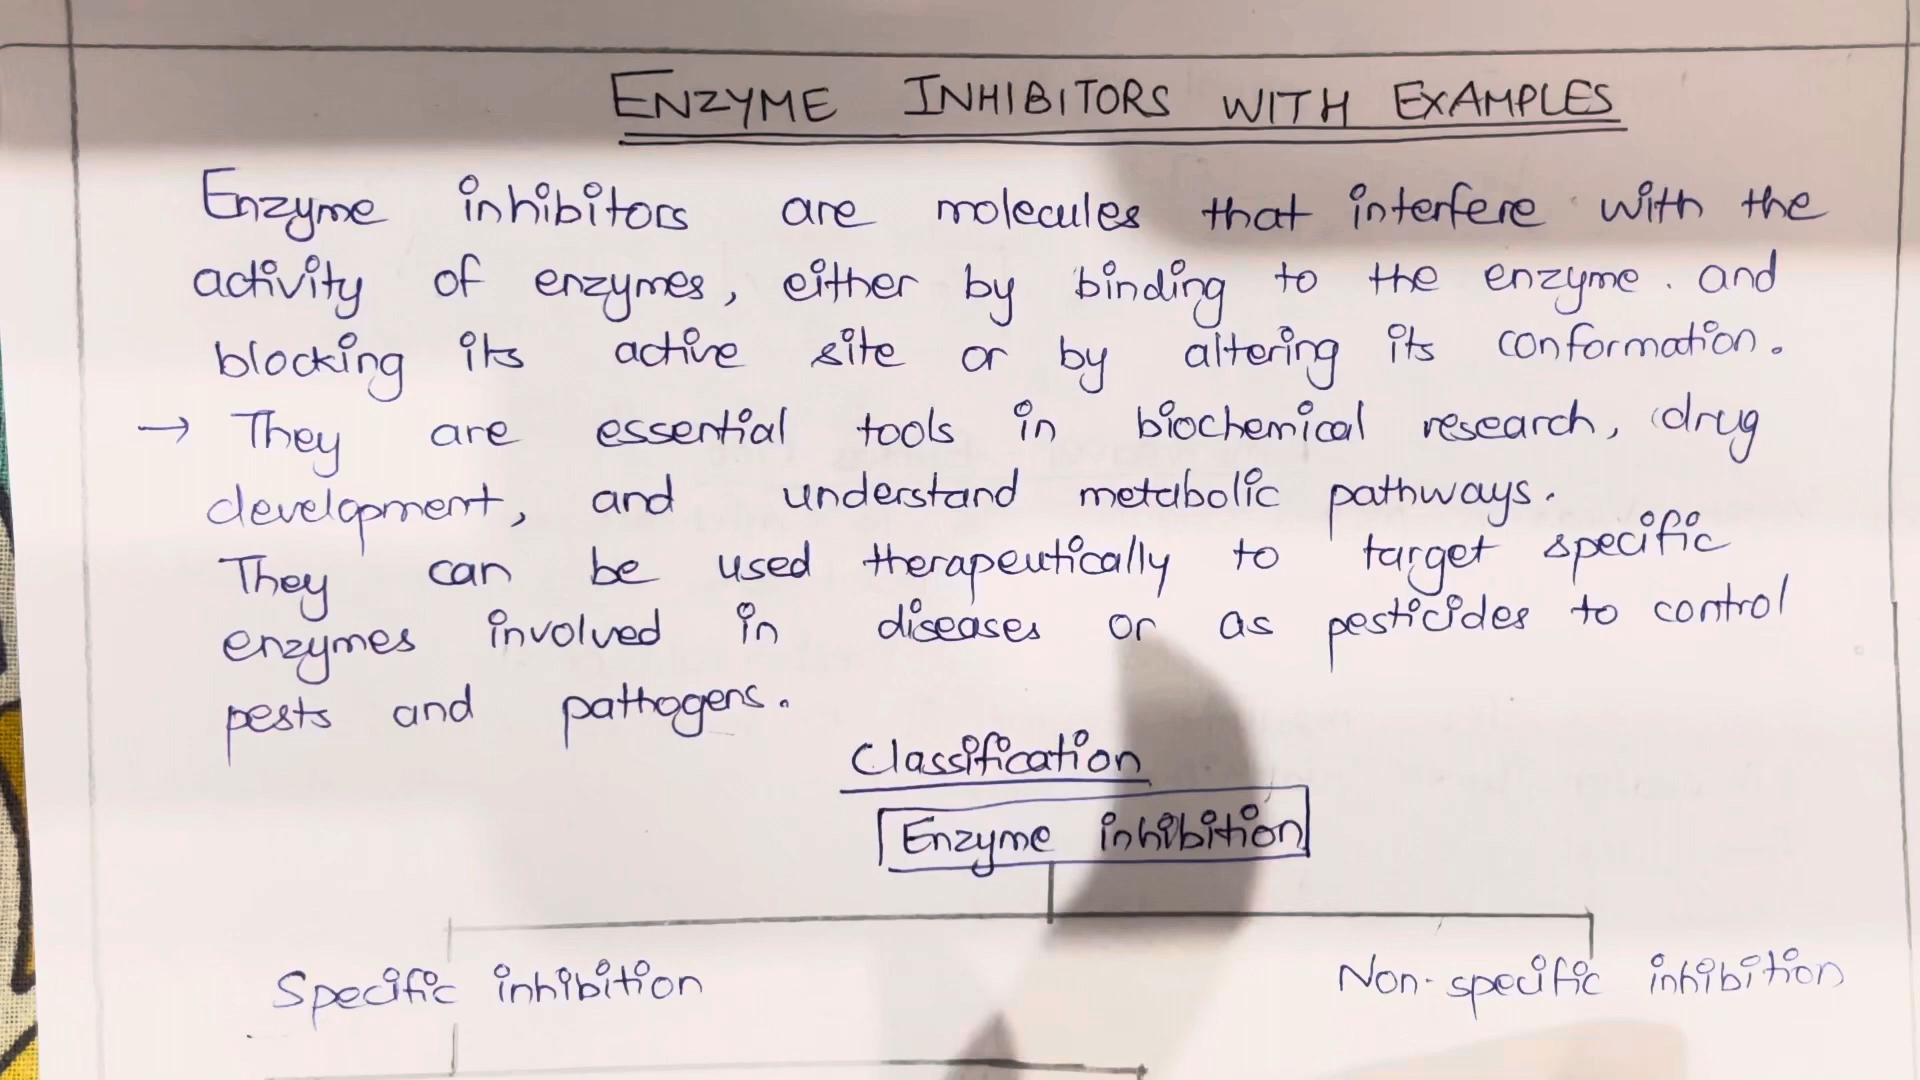 ENZYME INHIBITORS WITH EXAMPLES
Enzyme inhibitors are molecules that interfere with the
activity of enzymes, either by binding to the enzyme. and
blocking its active site or by altering its conformation.
→ They are essential tools in biochemical research, drug
development, and understand metabolic pathways.
They can be used therapeutically to target specific
enzymes involved in diseases or as pesticides to control
pests and pathogens.
Classification
Enzyme inhibition
Specific inhibition Non-specific inhibition